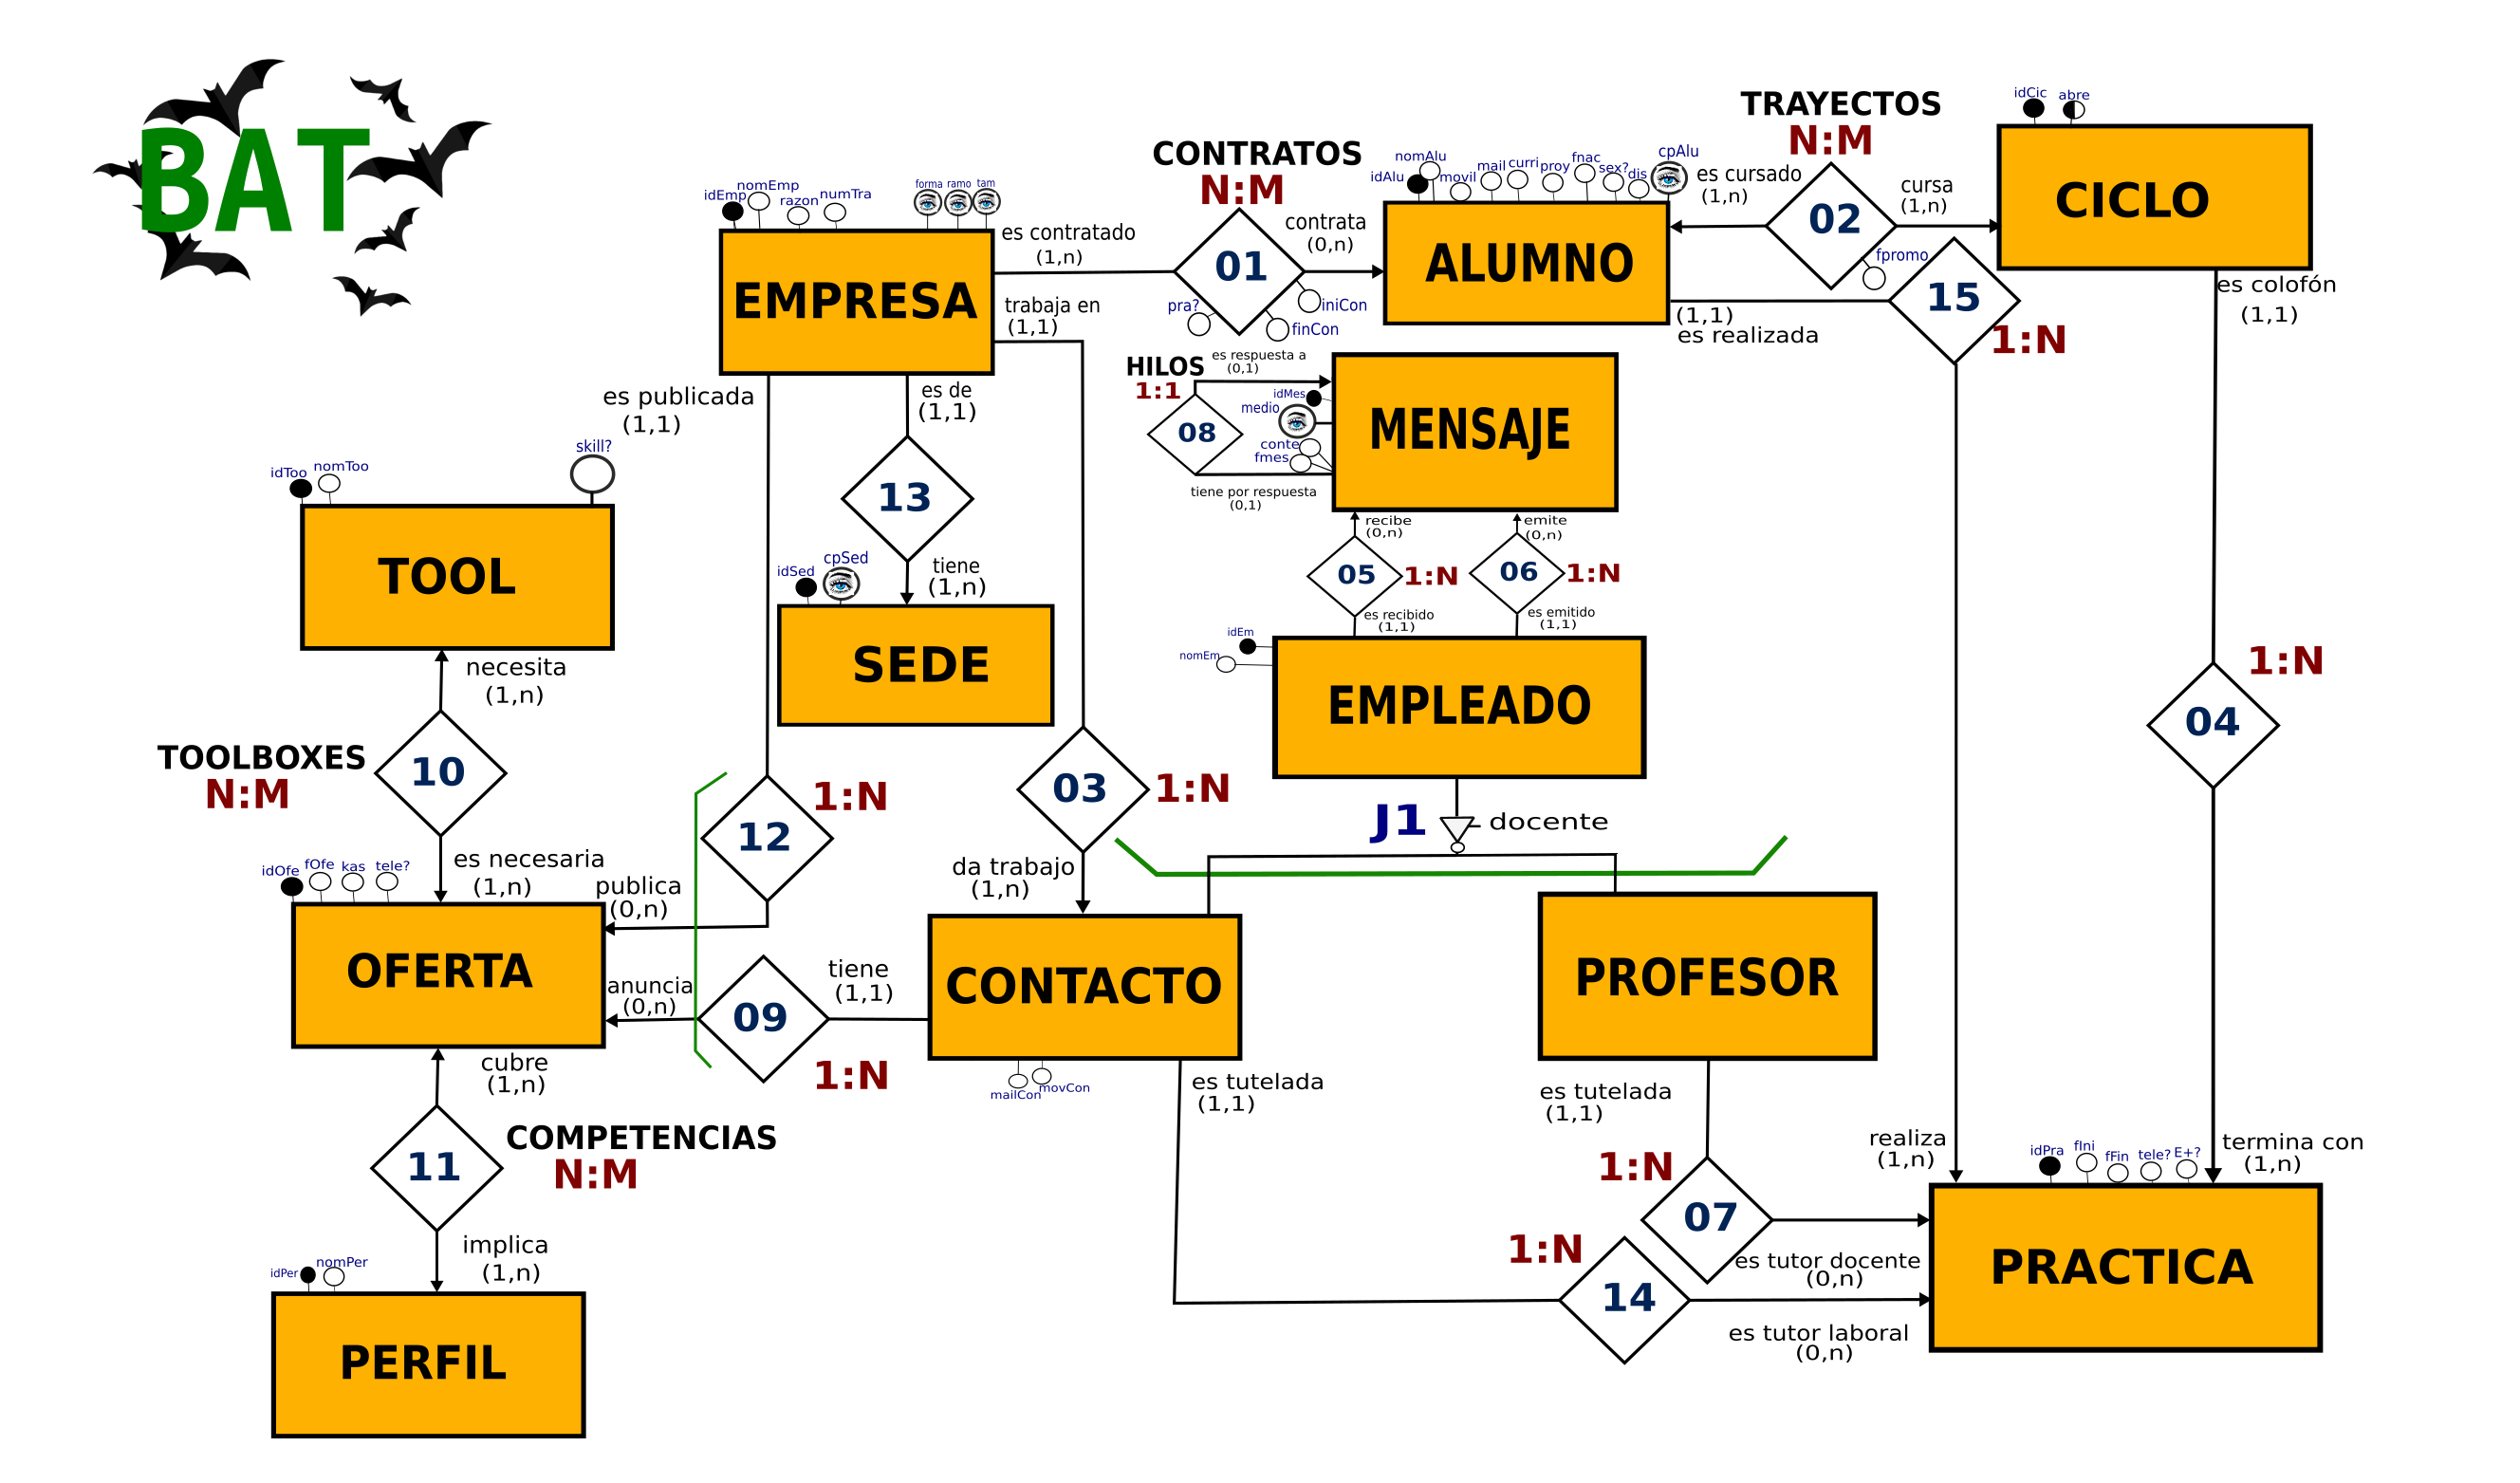 BAT
TRAYECTOS
N:M
idCic
abre
CICLO
CONTRATOS
N:M
idEmp
nomEmp
razon
numTra
forma
ramo
tam
EMPRESA
es contratado
(1,n)
01
contrata
(0,n)
pra?
iniCon
finCon
idAlu
nomAlu
movil
mail
curri
proy
fnac
sex?
dis
cpAlu
ALUMNO
es cursado
(1,n)
02
cursa
(1,n)
fpromo
15
1:N
(1,1)
es realizada
es colofón
(1,1)
trabaja en
(1,1)
es publicada
(1,1)
es de
(1,1)
13
HILOS
1:1
es respuesta a
(0,1)
08
idMes
medio
conte
fmes
tiene por respuesta
(0,1)
MENSAJE
idToo
nomToo
skill?
TOOL
tiene
(1,n)
idSed
cpSed
SEDE
recibe
(0,n)
emite
(0,n)
05
1:N
06
1:N
es recibido
(1,1)
es emitido
(1,1)
idEm
nomEm
EMPLEADO
04
1:N
necesita
(1,n)
TOOLBOXES
N:M
10
12
1:N
03
1:N
J1
docente
es necesaria
(1,n)
publica
(0,n)
da trabajo
(1,n)
idOfe
fOfe
kas
tele?
OFERTA
anuncia
(0,n)
09
1:N
tiene
(1,1)
CONTACTO
mailCon
movCon
PROFESOR
cubre
(1,n)
11
COMPETENCIAS
N:M
es tutelada
(1,1)
es tutelada
(1,1)
1:N
07
realiza
(1,n)
idPra
fIni
fFin
tele?
E+?
termina con
(1,n)
implica
(1,n)
idPer
nomPer
PERFIL
1:N
14
es tutor docente
(0,n)
es tutor laboral
(0,n)
PRACTICA